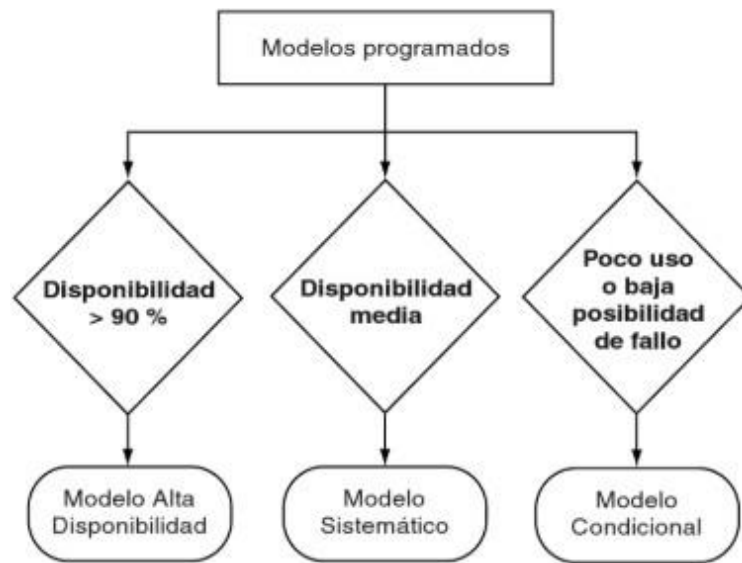 Modelos programados
Disponibilidad
> 90 %
Disponibilidad
media
Poco uso
o baja
posibilidad
de fallo
Modelo Alta
Disponibilidad
Modelo
Sistemático
Modelo
Condicional